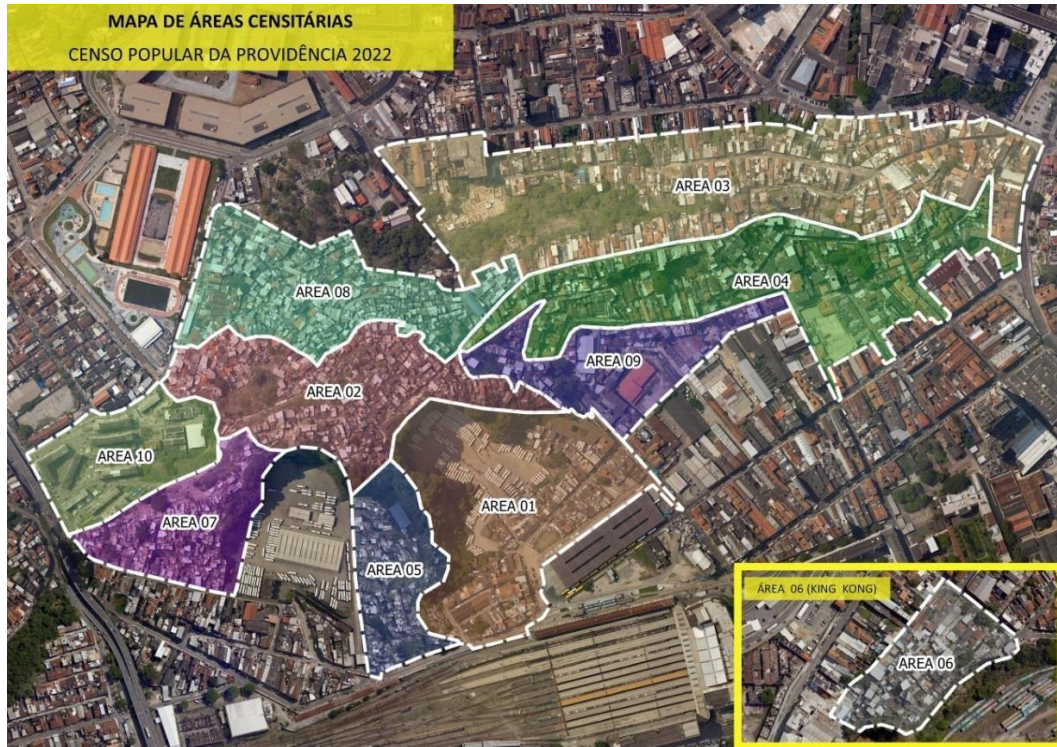 MAPA DE ÁREAS CENSITÁRIAS
CENSO POPULAR DA PROVIDÊNCIA 2022
AREA 03
AREA 04
AREA 08
AREA 09
AREA 02
AREA 10
AREA 01
AREA 07
AREA 05
ÁREA 06 (KING KONG)
AREA 06